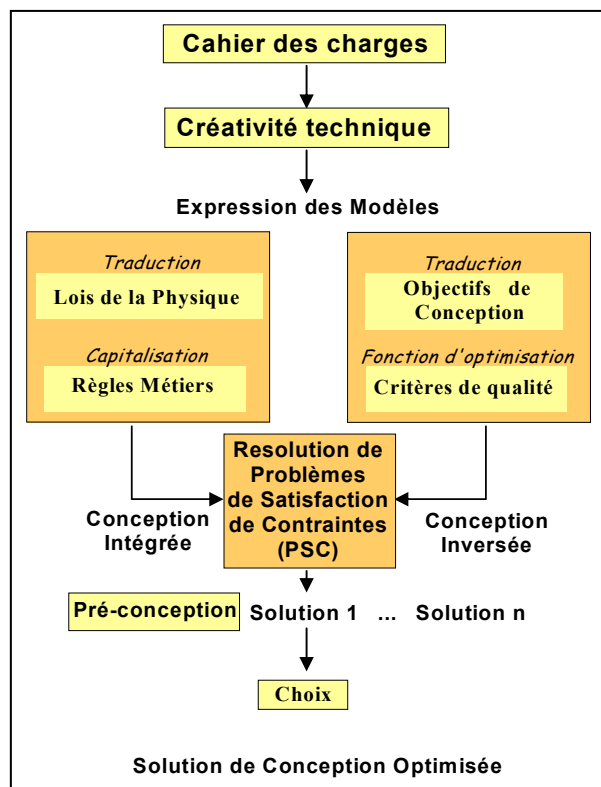 Cahier des charges
Créativité technique
Expression des Modèles
Traduction
Lois de la Physique
Capitalisation
Règles Métiers
Traduction
Objectifs de
Conception
Fonction d'optimisation
Critères de qualité
Resolution de
Problèmes
de Satisfaction
de Contraintes
(PSC)
Conception
Intégrée
Conception
Inversée
Pré-conception Solution 1 ... Solution n
Choix
Solution de Conception Optimisée